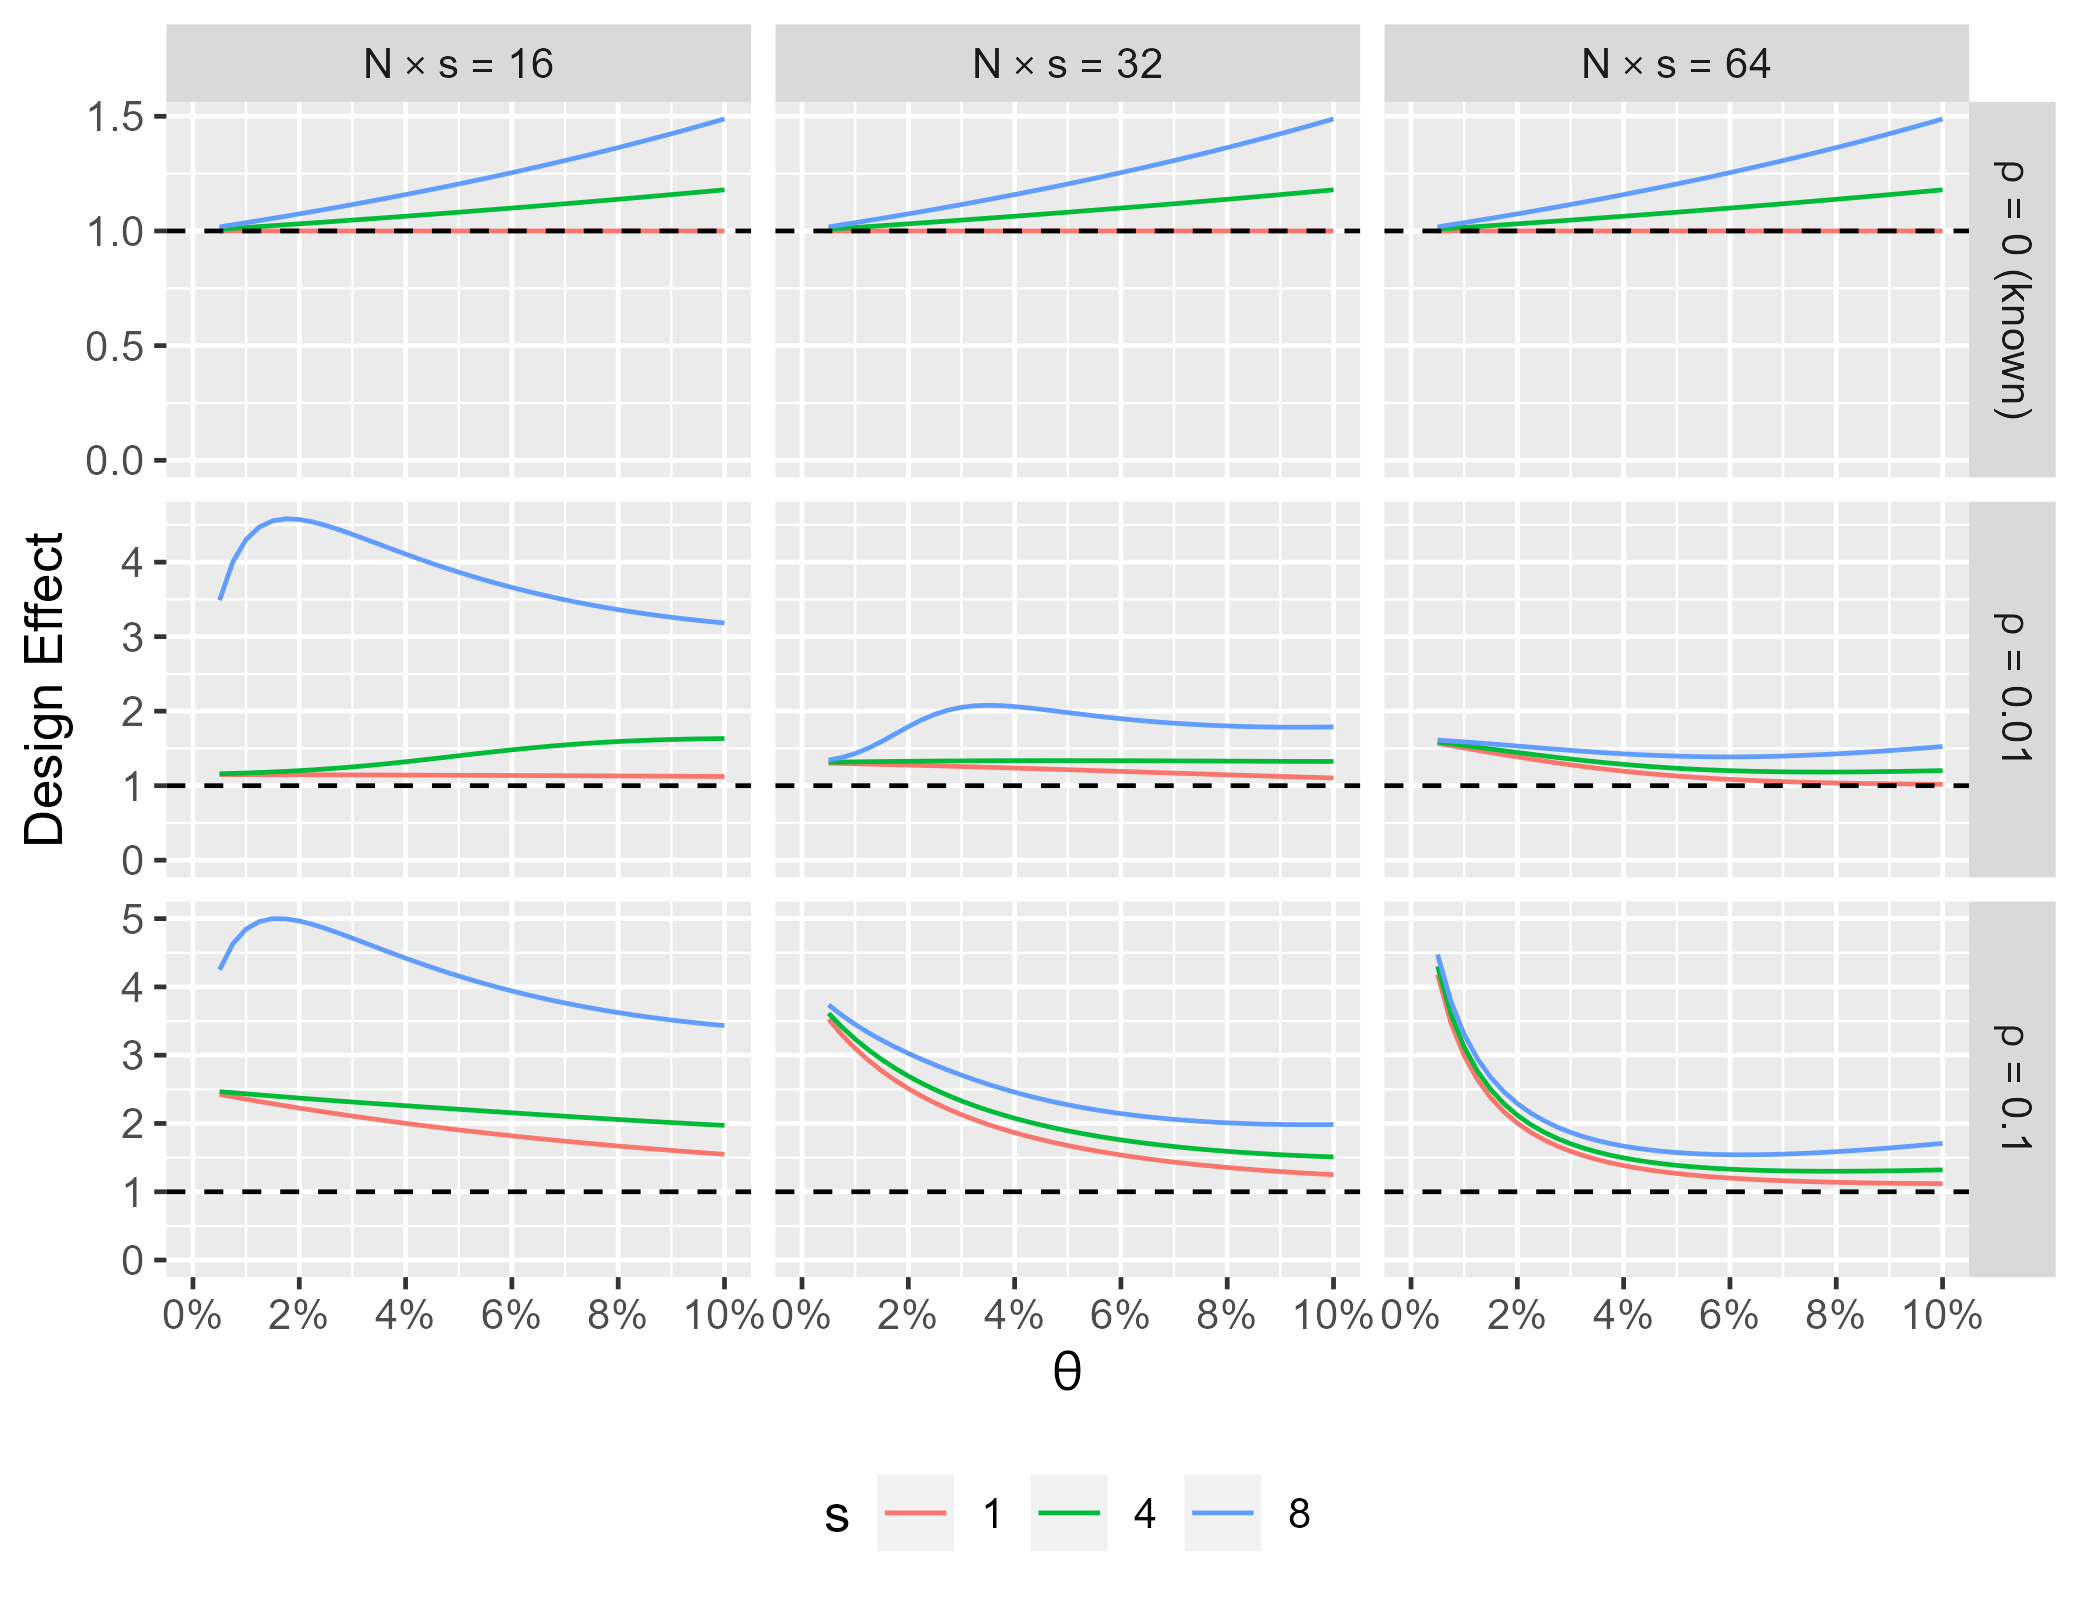 N × s = 16
N × s = 32
N × s = 64
1.5
1.0
0.5
0.0
ρ = 0 (known)
Design Effect
4
3
2
1
0
ρ = 0.01
5
4
3
2
1
0
ρ = 0.1
0% 2% 4% 6% 8% 10% 0% 2% 4% 6% 8% 10% 0% 2% 4% 6% 8% 10%
θ
s 1 4 8